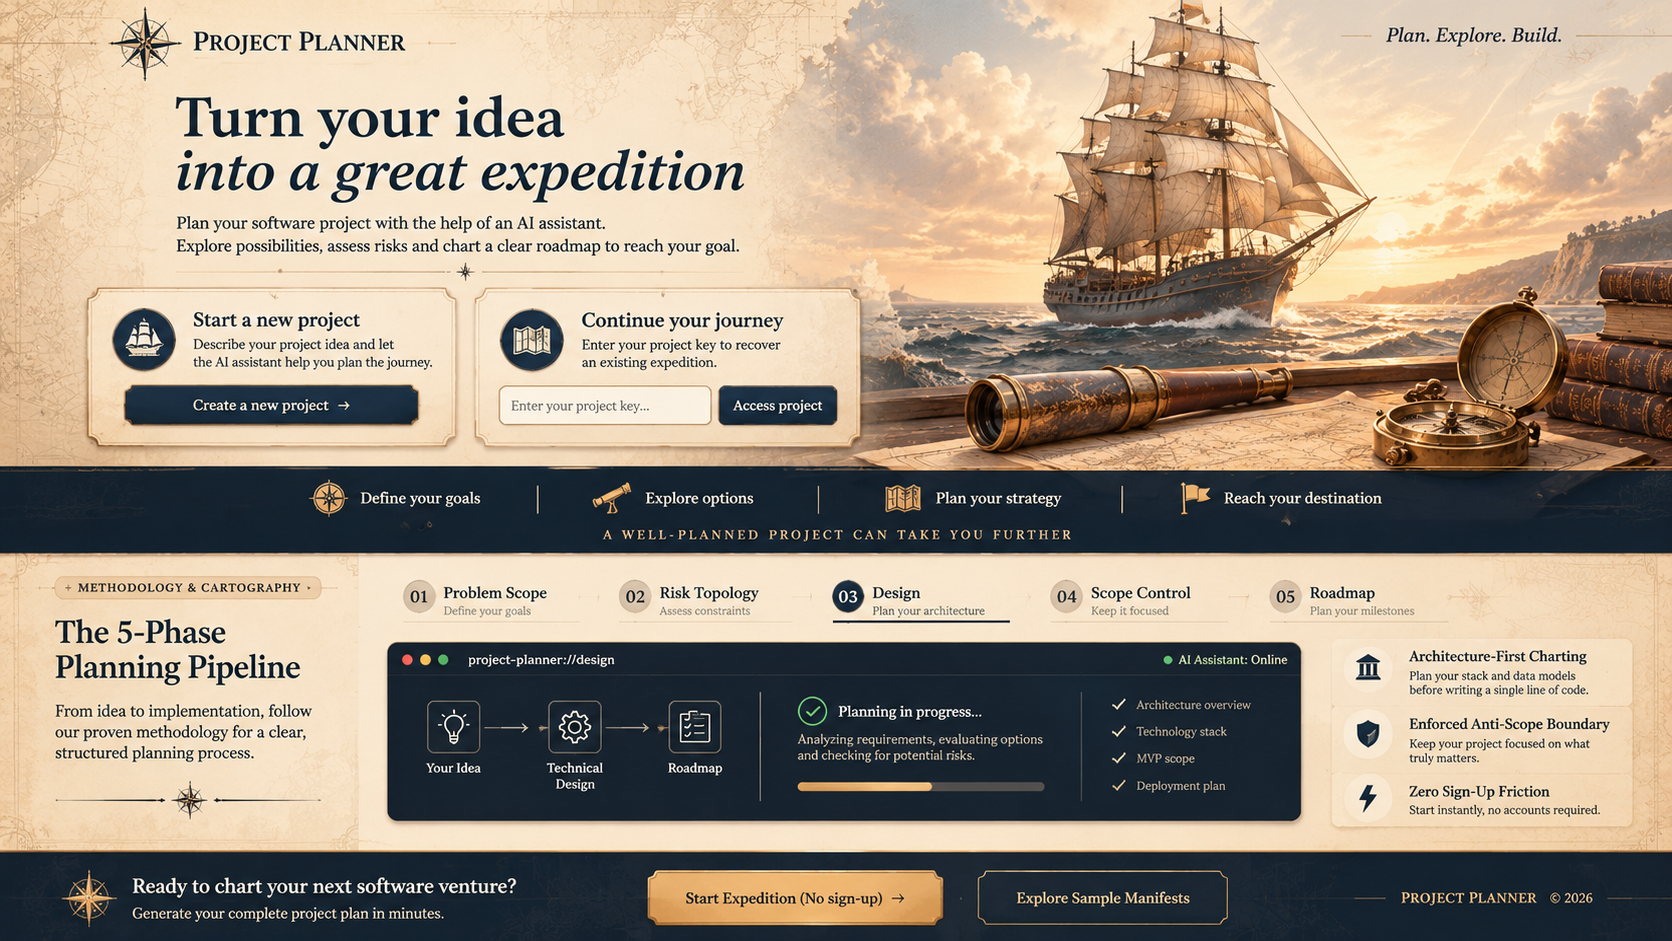 PROJECT PLANNER
Plan. Explore. Build.
Turn your idea
into a great expedition
Plan your software project with the help of an AI assistant.
Explore possibilities, assess risks and chart a clear roadmap to reach your goal.
Start a new project
Describe your project idea and let
the AI assistant help you plan the journey.
Create a new project →
Continue your journey
Enter your project key to recover
an existing expedition.
Enter your project key...
Access project
Define your goals
Explore options
Plan your strategy
Reach your destination
A WELL-PLANNED PROJECT CAN TAKE YOU FURTHER
METHODOLOGY & CARTOGRAPHY
The 5-Phase
Planning Pipeline
From idea to implementation, follow
our proven methodology for a clear,
structured planning process.
01 Problem Scope
Define your goals
02 Risk Topology
Assess constraints
03 Design
Plan your architecture
04 Scope Control
Keep it focused
05 Roadmap
Plan your milestones
project-planner://design
AI Assistant: Online
Your Idea
Technical
Design
Roadmap
Planning in progress...
Analyzing requirements, evaluating options
and checking for potential risks.
Architecture overview
Technology stack
MVP scope
Deployment plan
Architecture-First Charting
Plan your stack and data models
before writing a single line of code.
Enforced Anti-Scope Boundary
Keep your project focused on what
truly matters.
Zero Sign-Up Friction
Start instantly, no accounts required.
Ready to chart your next software venture?
Generate your complete project plan in minutes.
Start Expedition (No sign-up) →
Explore Sample Manifests
PROJECT PLANNER © 2026